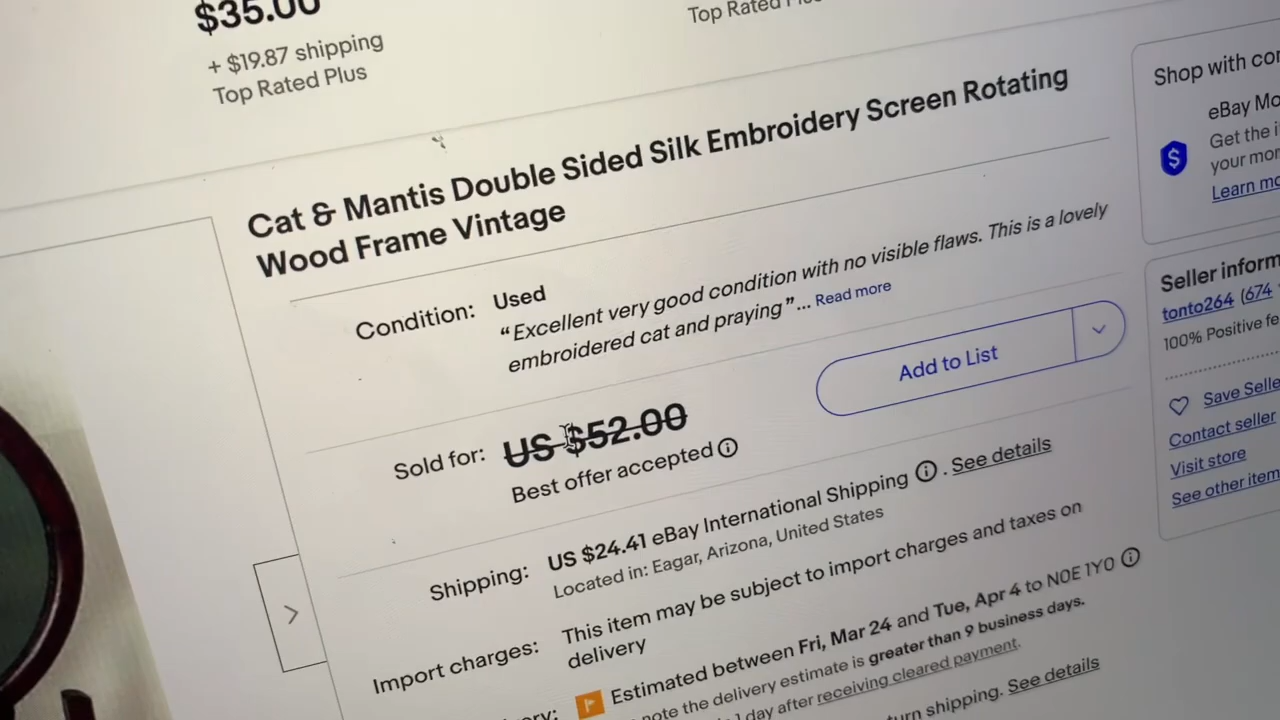 $35.00
+ $19.87 shipping
Top Rated Plus
Top Rated Plus
Cat & Mantis Double Sided Silk Embroidery Screen Rotating
Wood Frame Vintage
Condition: Used
“Excellent very good condition with no visible flaws. This is a lovely
embroidered cat and praying”... Read more
Add to List
Sold for: US $52.00
Best offer accepted
Shipping: US $24.41 eBay International Shipping . See details
Located in: Eagar, Arizona, United States
Import charges: This item may be subject to import charges and taxes on
delivery
Estimated between Fri, Mar 24 and Tue, Apr 4 to N0E 1Y0
note the delivery estimate is greater than 9 business days.
1 day after receiving cleared payment.
shipping. See details
Shop with
eBay
Get the
your
Learn
$
Seller
tonto264 (674
100% Positive
Save
Contact seller
Visit store
See other